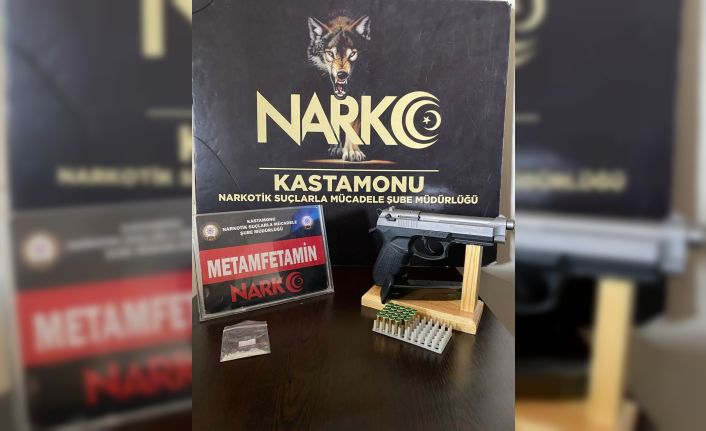 NARKO
KASTAMONU
NARKOTİK SUÇLARLA MÜCADELE ŞUBE MÜDÜRLÜĞÜ
KASTAMONU
NARKOTİK SUÇLARLA MÜCADELE
ŞUBE MÜDÜRLÜĞÜ
METAMFETAMİN
NARKO